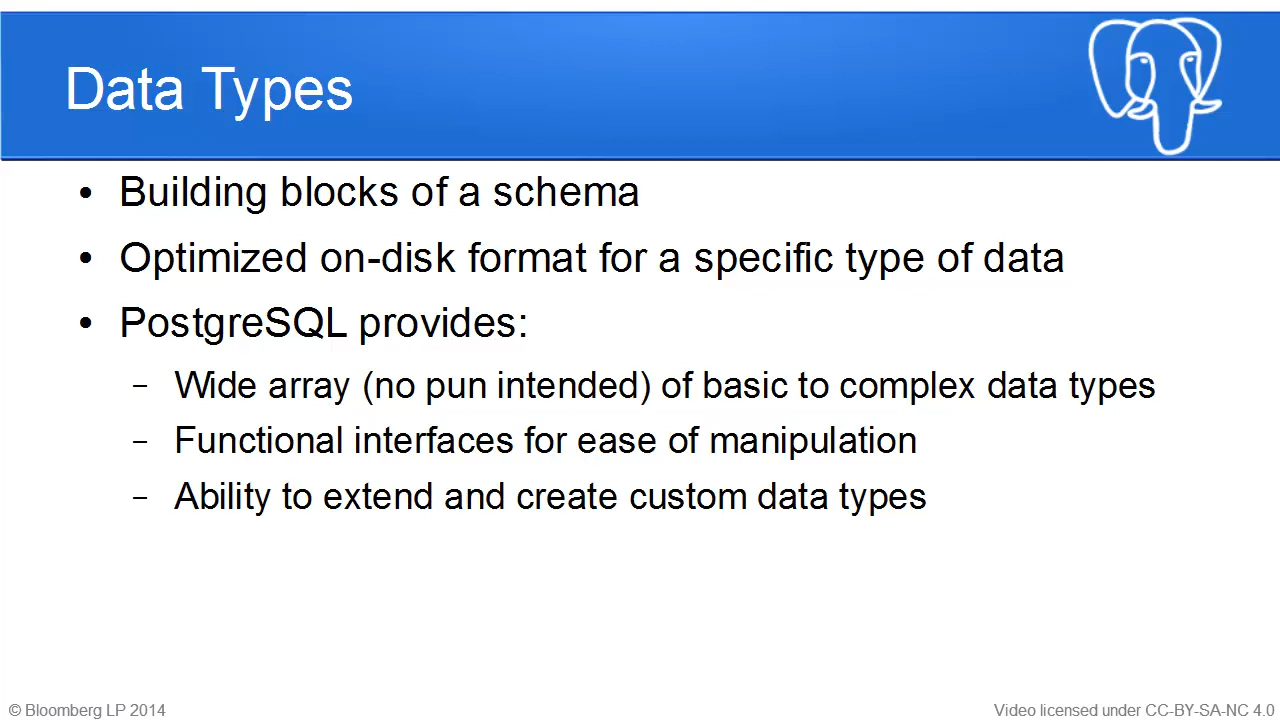 Data Types
• Building blocks of a schema
• Optimized on-disk format for a specific type of data
• PostgreSQL provides:
– Wide array (no pun intended) of basic to complex data types
– Functional interfaces for ease of manipulation
– Ability to extend and create custom data types
© Bloomberg LP 2014
Video licensed under CC-BY-SA-NC 4.0